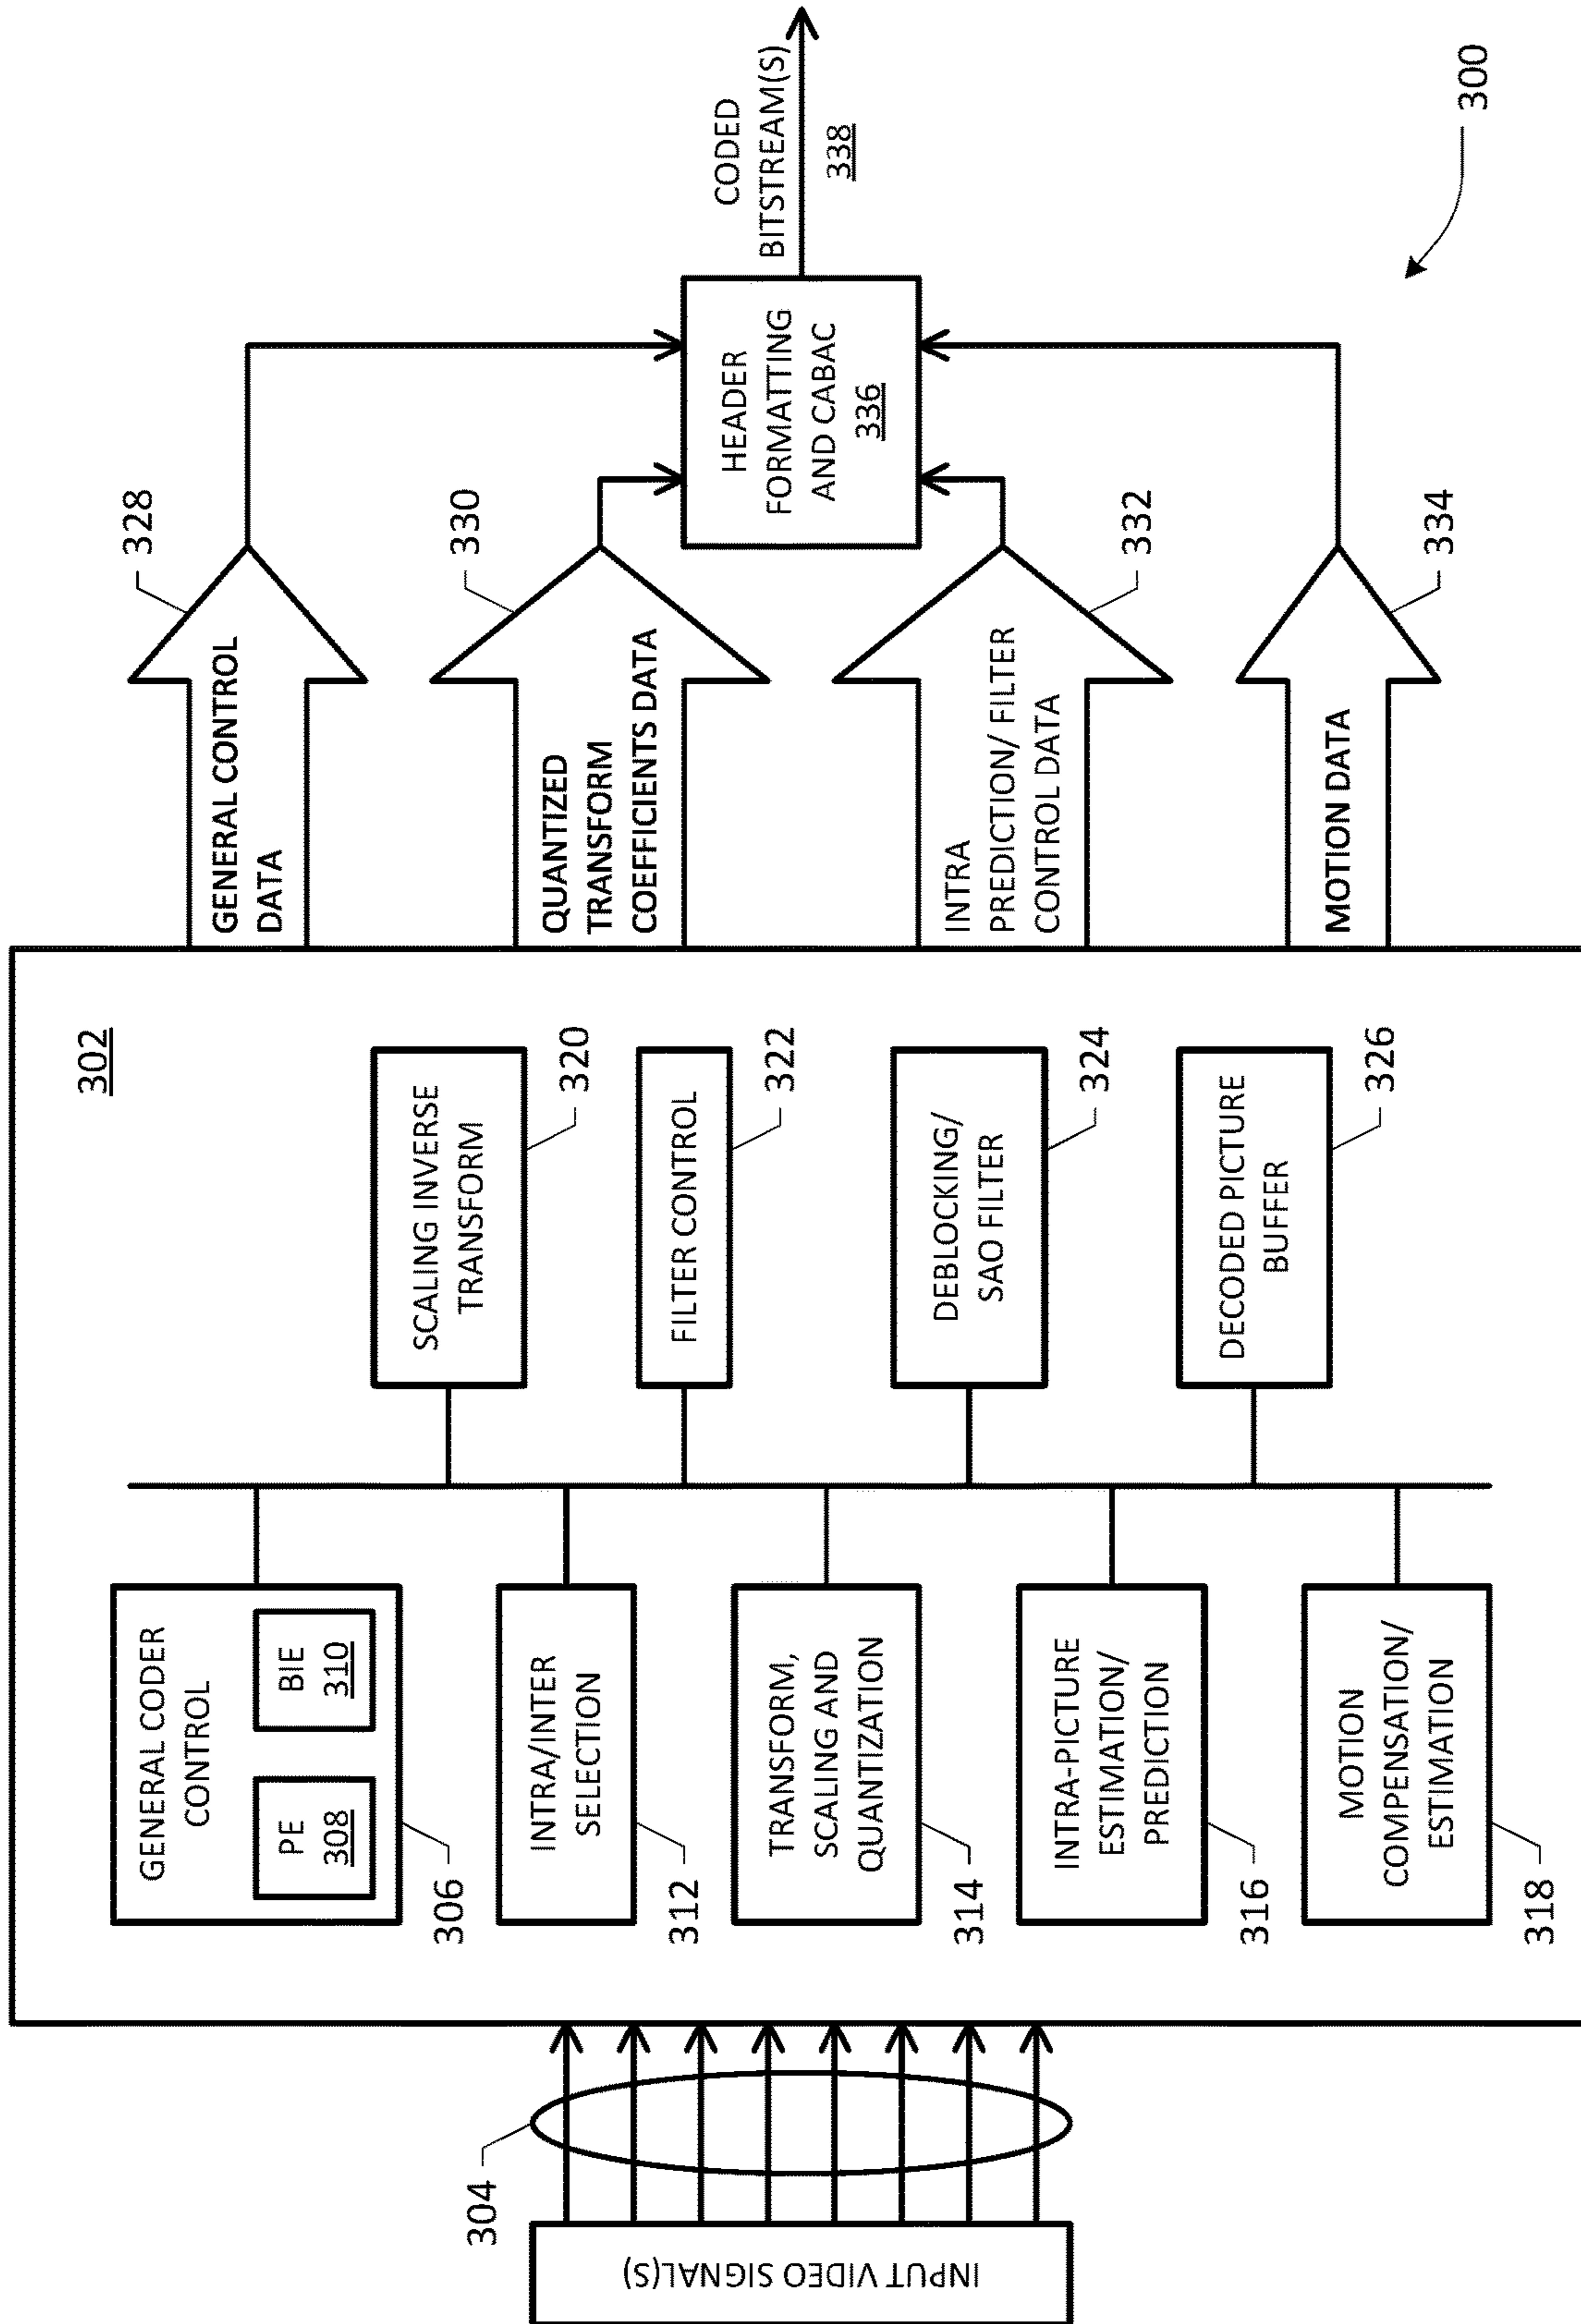 INPUT VIDEO SIGNAL(S)
304
302
GENERAL CODER
CONTROL
PE
308
BIE
310
306
INTRA/INTER
SELECTION
312
TRANSFORM,
SCALING AND
QUANTIZATION
314
INTRA-PICTURE
ESTIMATION/
PREDICTION
316
MOTION
COMPENSATION/
ESTIMATION
318
SCALING INVERSE
TRANSFORM
320
FILTER CONTROL
322
DEBLOCKING/
SAO FILTER
324
DECODED PICTURE
BUFFER
326
GENERAL CONTROL
DATA
328
QUANTIZED
TRANSFORM
COEFFICIENTS DATA
330
INTRA
PREDICTION/ FILTER
CONTROL DATA
332
MOTION DATA
334
HEADER
FORMATTING
AND CABAC
336
CODED
BITSTREAM(S)
338
300